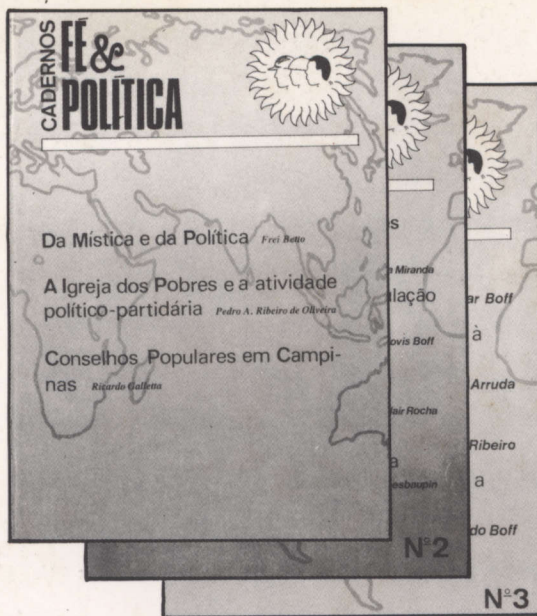 CADERNOS
FÉ &
POLÍTICA
Da Mística e da Política Frei Betto
A Igreja dos Pobres e a atividade
político-partidária Pedro A. Ribeiro de Oliveira
Conselhos Populares em Campi-
nas Ricardo Galletta
s
a Miranda
lação
ovis Boff
lair Rocha
a
esbaupin
Nº2
ar Boff
à
Arruda
Ribeiro
a
do Boff
Nº3